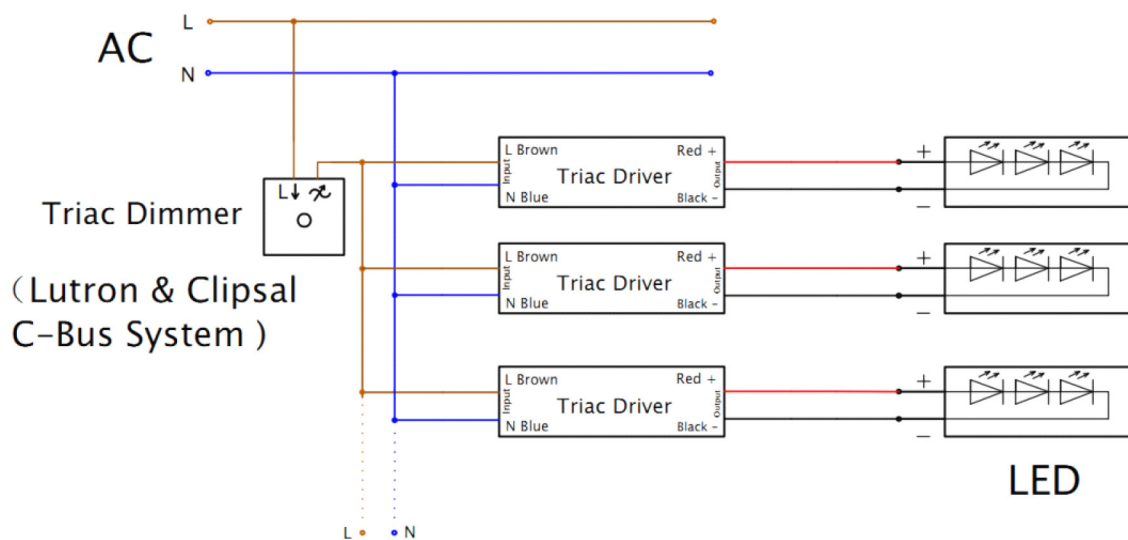 L
AC
N
L Brown
Red +
Input
Triac Driver
Output
N Blue
Black -
+
−
L
Triac Dimmer
(Lutron & Clipsal
C-Bus System )
L Brown
Red +
Input
Triac Driver
Output
N Blue
Black -
+
−
L Brown
Red +
Input
Triac Driver
Output
N Blue
Black -
+
−
LED
L
N